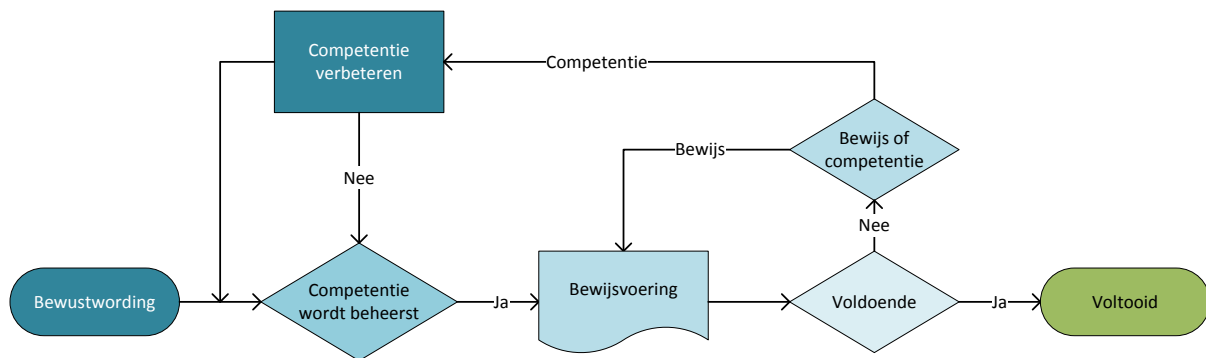 Competentie
verbeteren
Competentie
Bewijs of
competentie
Bewijs
Nee
Nee
Bewustwording
Competentie
wordt beheerst
Ja
Bewijsvoering
Voldoende
Ja
Voltooid